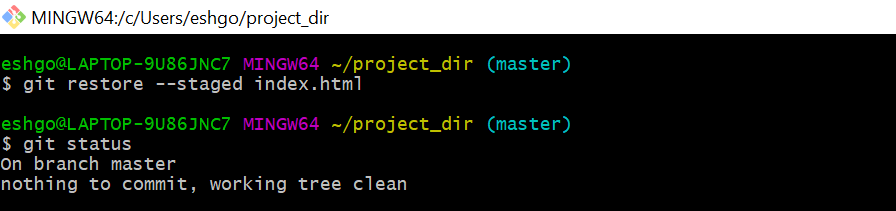 MINGW64:/c/Users/eshgo/project_dir
eshgo@LAPTOP-9U86JNC7 MINGW64 ~/project_dir (master)
$ git restore --staged index.html
eshgo@LAPTOP-9U86JNC7 MINGW64 ~/project_dir (master)
$ git status
On branch master
nothing to commit, working tree clean